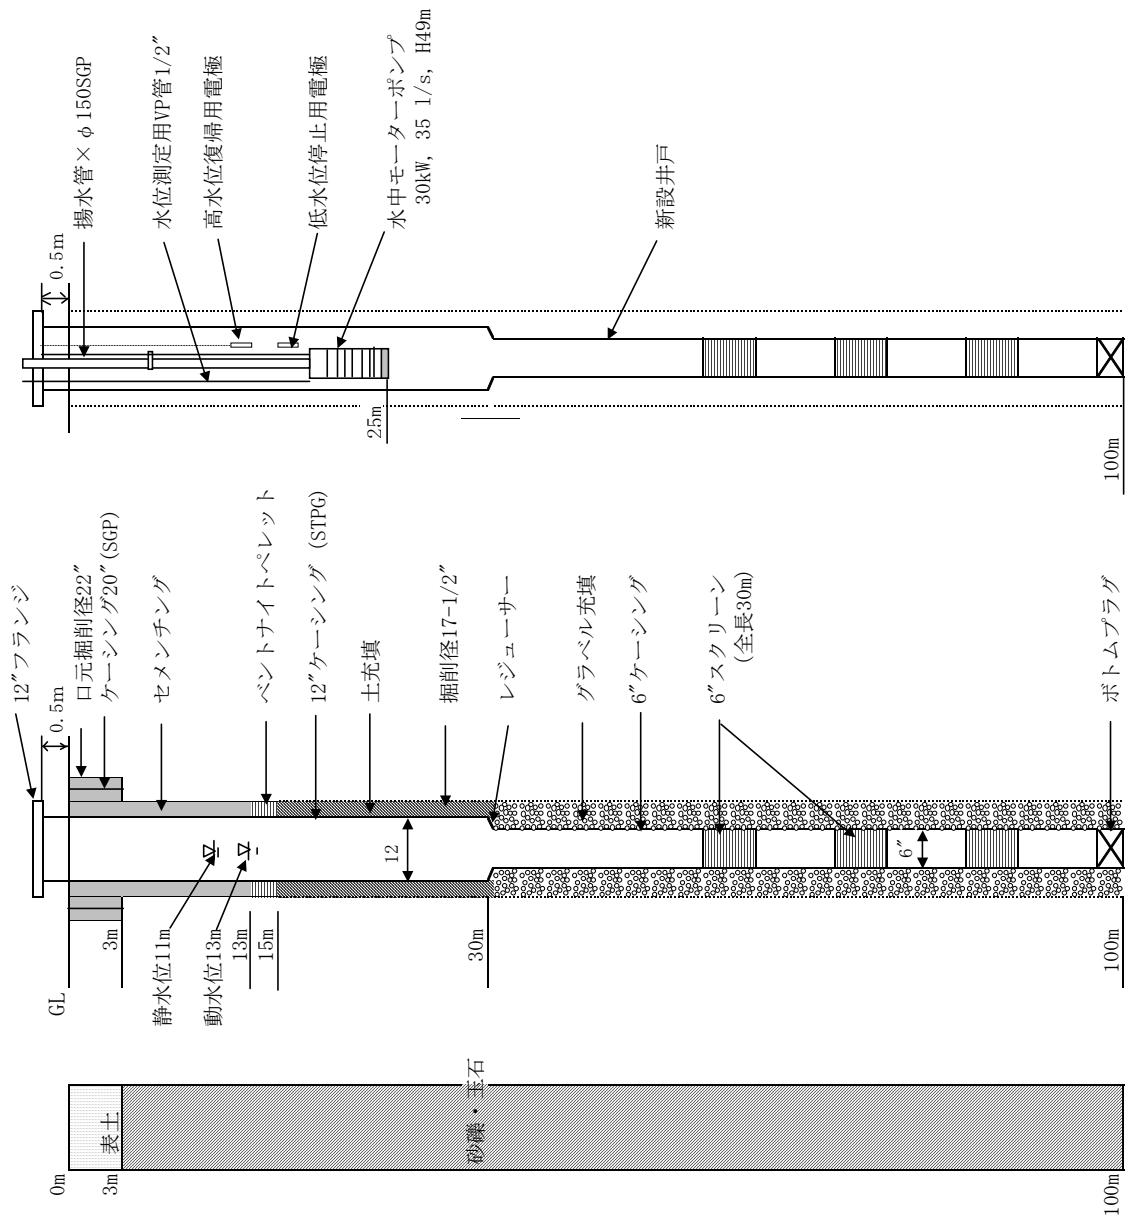 0m
表土
3m
砂礫・玉石
100m
12″フランジ
0.5m
口元掘削径22″
ケーシング20″(SGP)
セメンチング
ベントナイトペレット
12″ケーシング (STPG)
土充填
掘削径17-1/2″
レジューサー
グラベル充填
6″ケーシング
6″スクリーン
(全長30m)
ボトムプラグ
GL
3m
静水位11m
動水位13m
13m
15m
12
30m
6″
100m
0.5m
揚水管×φ150SGP
水位測定用VP管1/2″
高水位復帰用電極
低水位停止用電極
水中モーターポンプ
30kW, 35 l/s, H49m
新設井戸
25m
100m